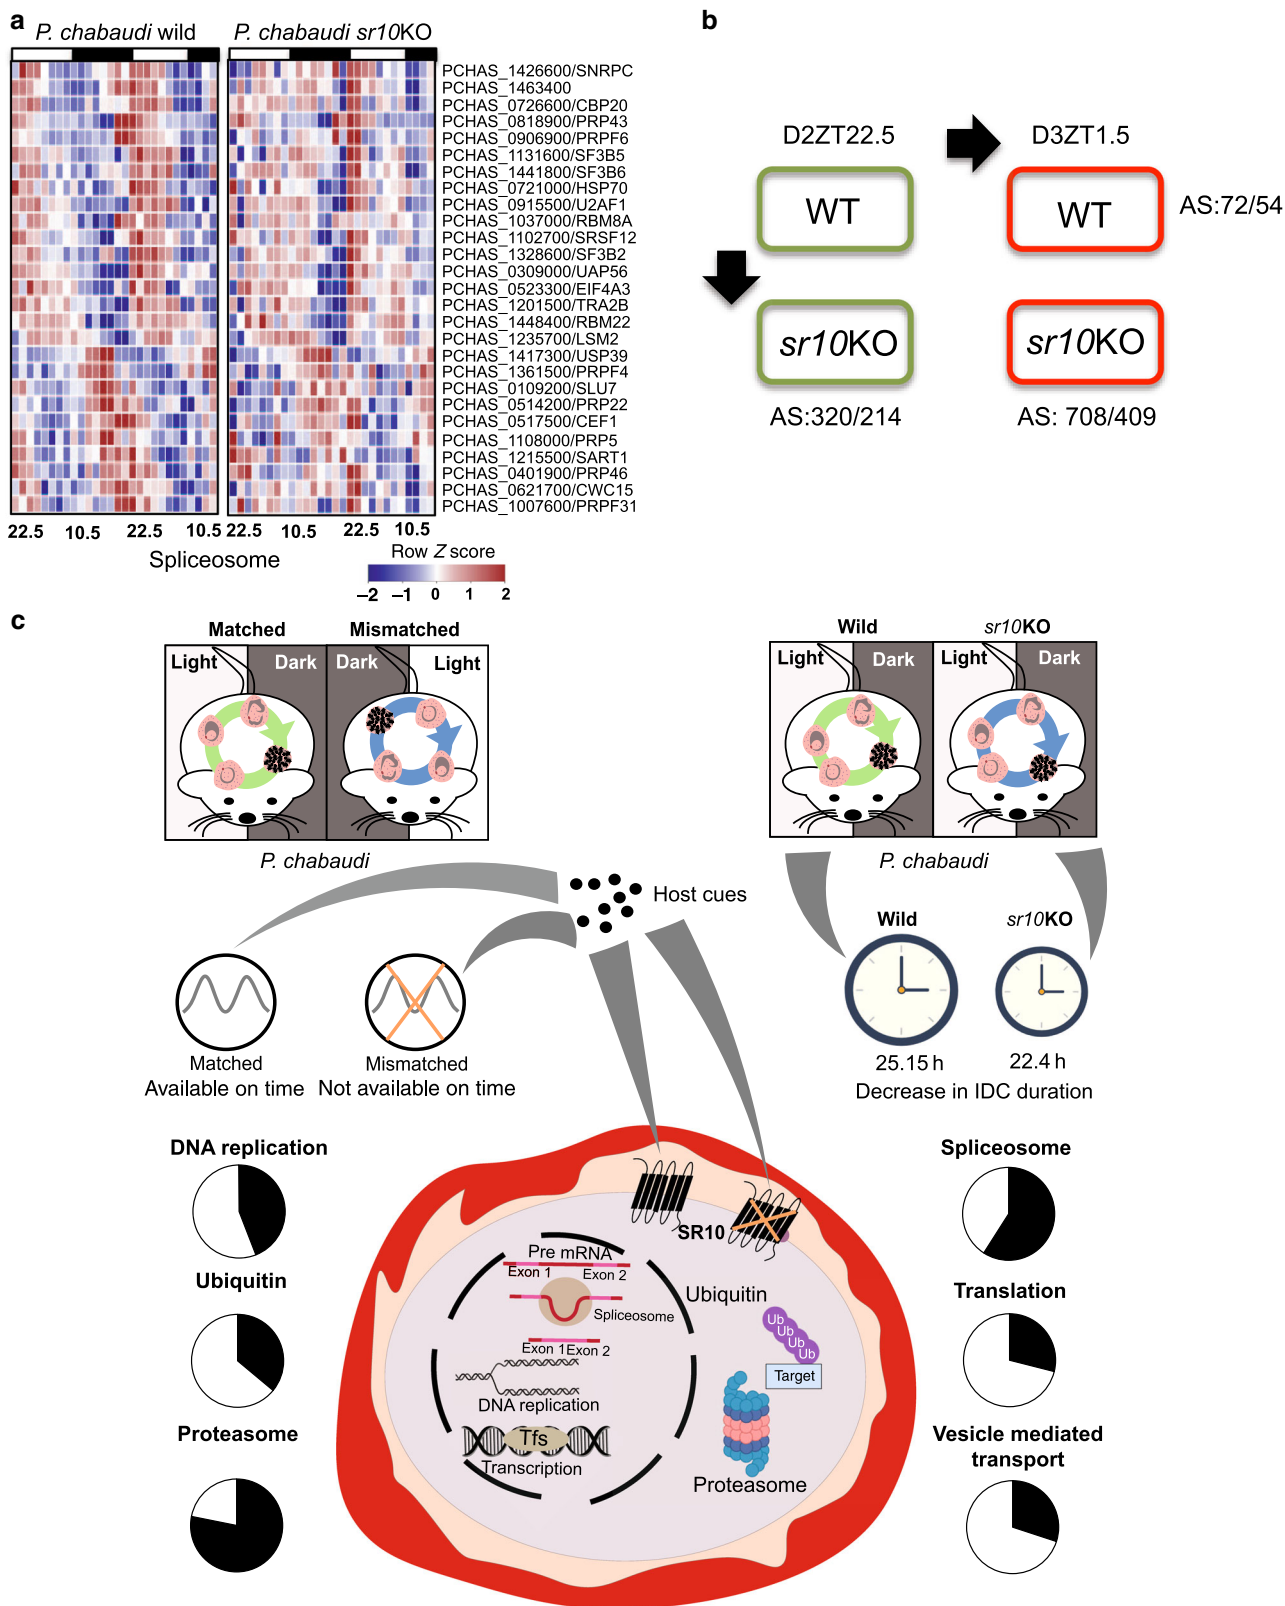 a
P. chabaudi wild
P. chabaudi sr10KO
PCHAS_1426600/SNRPC
PCHAS_1463400
PCHAS_0726600/CBP20
PCHAS_0818900/PRP43
PCHAS_0906900/PRPF6
PCHAS_1131600/SF3B5
PCHAS_1441800/SF3B6
PCHAS_0721000/HSP70
PCHAS_0915500/U2AF1
PCHAS_1037000/RBM8A
PCHAS_1102700/SRSF12
PCHAS_1328600/SF3B2
PCHAS_0309000/UAP56
PCHAS_0523300/EIF4A3
PCHAS_1201500/TRA2B
PCHAS_1448400/RBM22
PCHAS_1235700/LSM2
PCHAS_1417300/USP39
PCHAS_1361500/PRPF4
PCHAS_0109200/SLU7
PCHAS_0514200/PRP22
PCHAS_0517500/CEF1
PCHAS_1108000/PRP5
PCHAS_1215500/SART1
PCHAS_0401900/PRP46
PCHAS_0621700/CWC15
PCHAS_1007600/PRPF31
22.5 10.5 22.5 10.5 22.5 10.5 22.5 10.5
Spliceosome
Row Z score
–2 –1 0 1 2
b
D2ZT22.5
D3ZT1.5
WT
WT
AS:72/54
sr10KO
sr10KO
AS:320/214
AS: 708/409
c
Matched
Mismatched
Light
Dark
Dark
Light
P. chabaudi
Wild
sr10KO
Light
Dark
Light
Dark
P. chabaudi
Host cues
Wild
sr10KO
25.15 h
22.4 h
Decrease in IDC duration
Matched
Available on time
Mismatched
Not available on time
DNA replication
Ubiquitin
Proteasome
SR10
Pre mRNA
Exon 1
Exon 2
Spliceosome
Exon 1 Exon 2
DNA replication
Tfs
Transcription
Ubiquitin
Ub
Ub
Ub
Ub
Target
Proteasome
Spliceosome
Translation
Vesicle mediated
transport